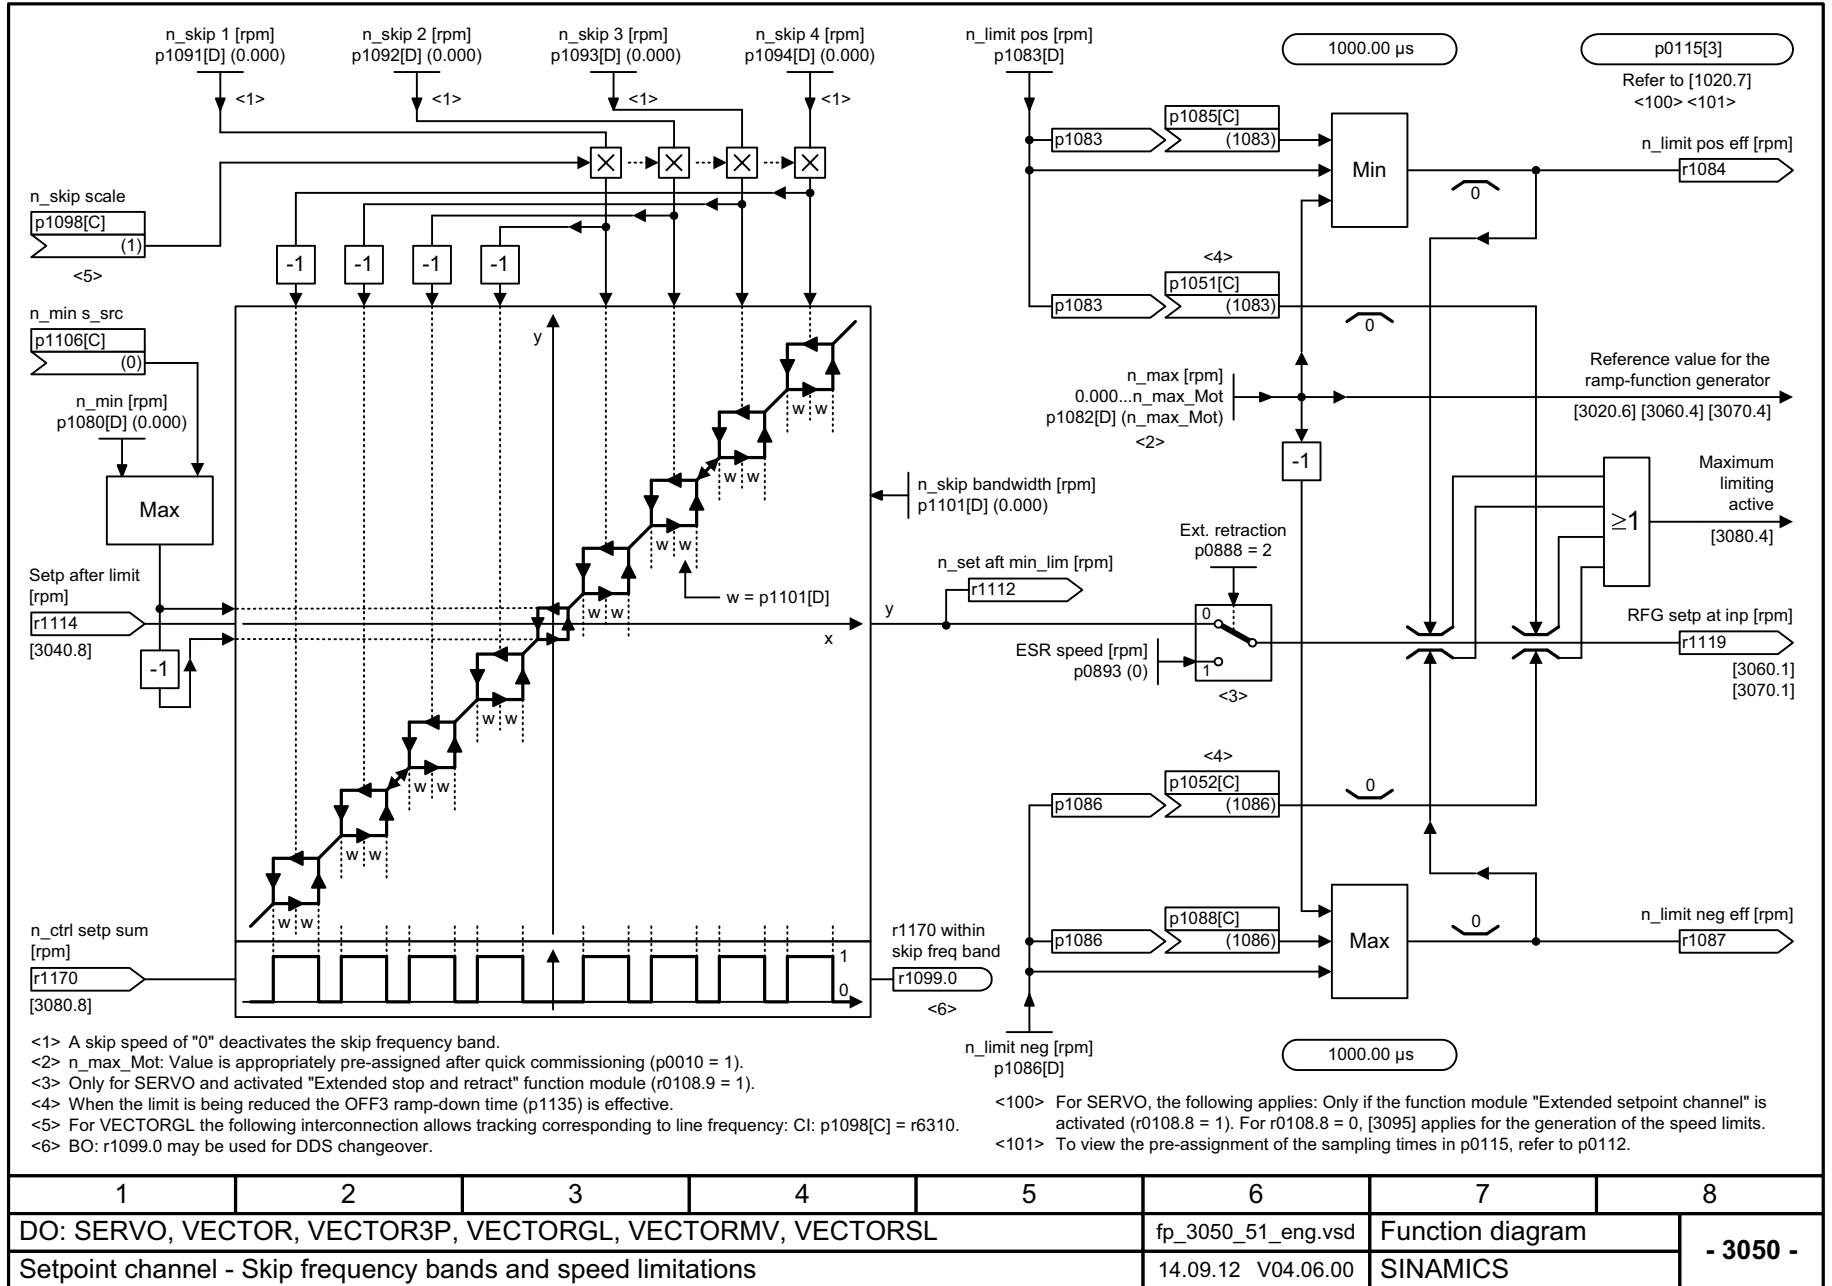 n_skip 1 [rpm]
p1091[D] (0.000)
<1>
n_skip 2 [rpm]
p1092[D] (0.000)
<1>
n_skip 3 [rpm]
p1093[D] (0.000)
<1>
n_skip 4 [rpm]
p1094[D] (0.000)
<1>
n_skip scale
p1098[C]
(1)
<5>
-1
-1
-1
-1
n_min s_src
p1106[C]
(0)
n_min [rpm]
p1080[D] (0.000)
Max
Setp after limit
[rpm]
r1114
[3040.8]
-1
y
x
w w
w w
w w
w w
w w
w w
w w
w w
w = p1101[D]
n_skip bandwidth [rpm]
p1101[D] (0.000)
y
n_set aft min_lim [rpm]
r1112
n_ctrl setp sum
[rpm]
r1170
[3080.8]
1
0
r1170 within
skip freq band
r1099.0
<6>
n_limit pos [rpm]
p1083[D]
1000.00 µs
p0115[3]
Refer to [1020.7]
<100> <101>
p1083
p1085[C]
(1083)
Min
0
n_limit pos eff [rpm]
r1084
<4>
p1083
p1051[C]
(1083)
0
n_max [rpm]
0.000...n_max_Mot
p1082[D] (n_max_Mot)
<2>
-1
Reference value for the
ramp-function generator
[3020.6] [3060.4] [3070.4]
≥1
Maximum
limiting
active
[3080.4]
Ext. retraction
p0888 = 2
0
1
<3>
ESR speed [rpm]
p0893 (0)
RFG setp at inp [rpm]
r1119
[3060.1]
[3070.1]
<4>
p1086
p1052[C]
(1086)
0
p1086
p1088[C]
(1086)
Max
0
n_limit neg eff [rpm]
r1087
n_limit neg [rpm]
p1086[D]
1000.00 µs
<1> A skip speed of "0" deactivates the skip frequency band.
<2> n_max_Mot: Value is appropriately pre-assigned after quick commissioning (p0010 = 1).
<3> Only for SERVO and activated "Extended stop and retract" function module (r0108.9 = 1).
<4> When the limit is being reduced the OFF3 ramp-down time (p1135) is effective.
<5> For VECTORGL the following interconnection allows tracking corresponding to line frequency: CI: p1098[C] = r6310.
<6> BO: r1099.0 may be used for DDS changeover.
<100> For SERVO, the following applies: Only if the function module "Extended setpoint channel" is
activated (r0108.8 = 1). For r0108.8 = 0, [3095] applies for the generation of the speed limits.
<101> To view the pre-assignment of the sampling times in p0115, refer to p0112.
1 2 3 4 5 6 7 8
DO: SERVO, VECTOR, VECTOR3P, VECTORGL, VECTORMV, VECTORSL
fp_3050_51_eng.vsd
Function diagram
- 3050 -
Setpoint channel - Skip frequency bands and speed limitations
14.09.12 V04.06.00
SINAMICS